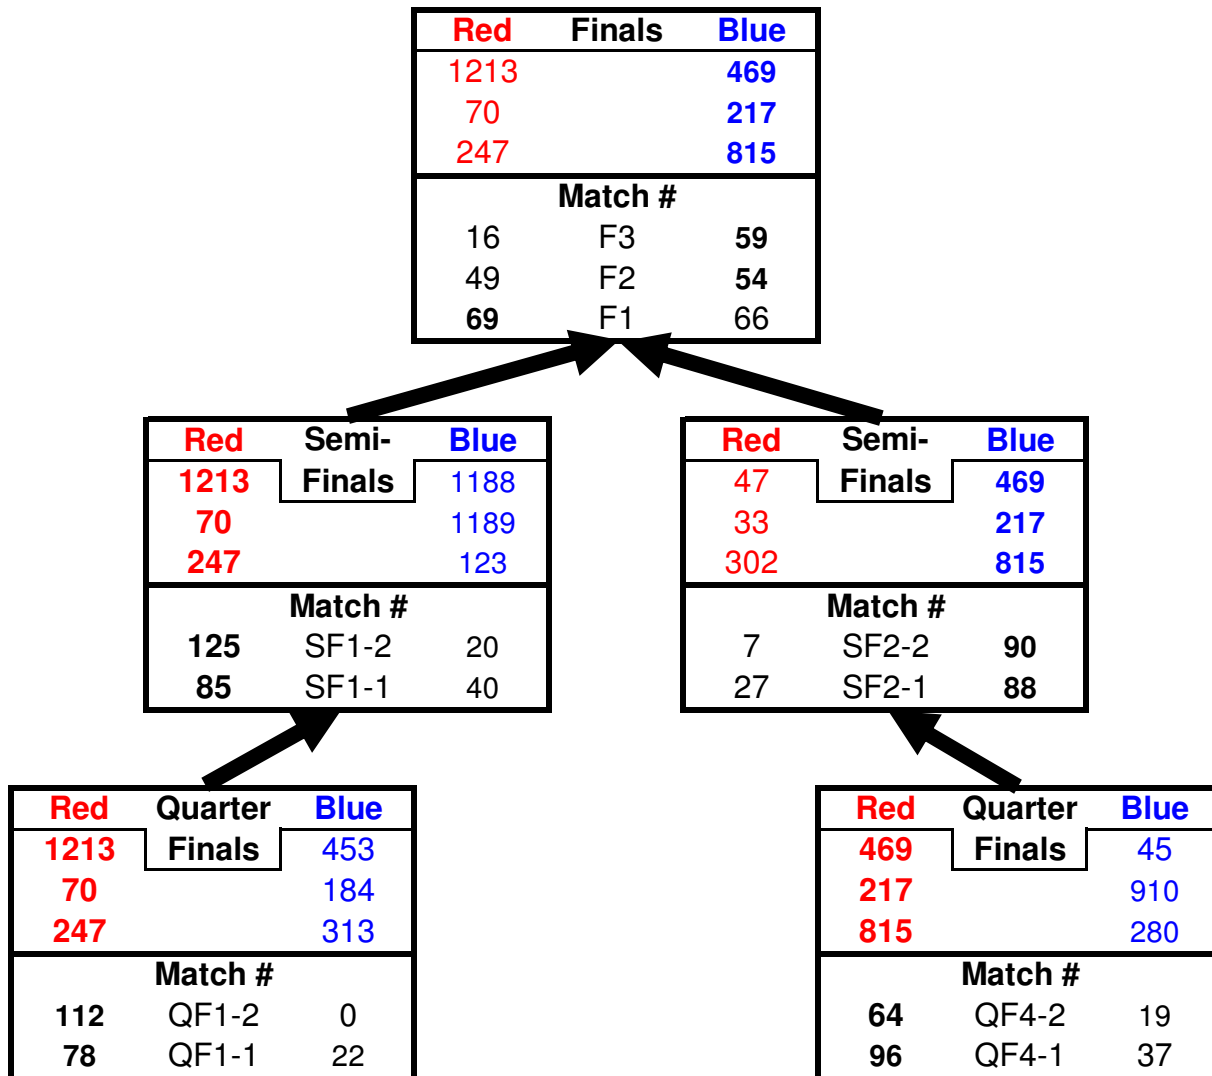 Red Finals Blue
1213 469
70 217
247 815
Match #
16 F3 59
49 F2 54
69 F1 66
Red Semi- Blue
1213 Finals 1188
70 1189
247 123
Match #
125 SF1-2 20
85 SF1-1 40
Red Semi- Blue
47 Finals 469
33 217
302 815
Match #
7 SF2-2 90
27 SF2-1 88
Red Quarter Blue
1213 Finals 453
70 184
247 313
Match #
112 QF1-2 0
78 QF1-1 22
Red Quarter Blue
469 Finals 45
217 910
815 280
Match #
64 QF4-2 19
96 QF4-1 37